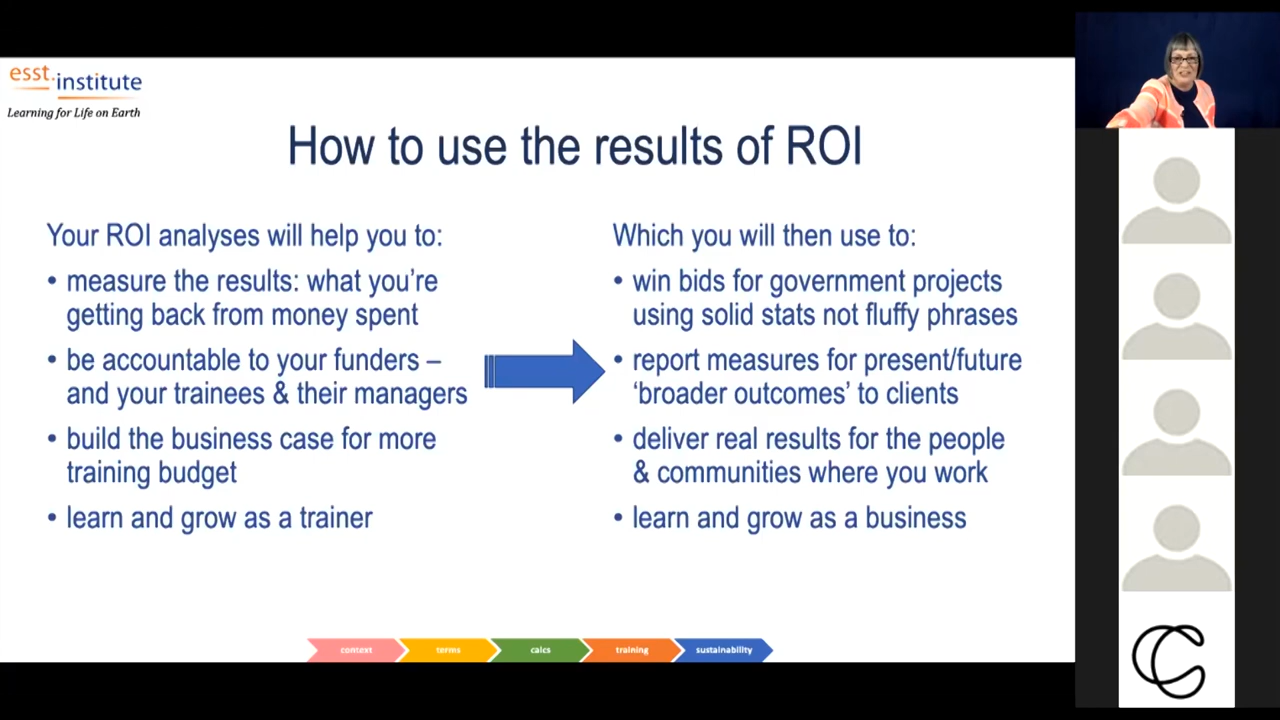 esst.institute
Learning for Life on Earth
How to use the results of ROI
Your ROI analyses will help you to:
• measure the results: what you're
getting back from money spent
• be accountable to your funders –
and your trainees & their managers
• build the business case for more
training budget
• learn and grow as a trainer
Which you will then use to:
• win bids for government projects
using solid stats not fluffy phrases
• report measures for present/future
‘broader outcomes’ to clients
• deliver real results for the people
& communities where you work
• learn and grow as a business
context
terms
calcs
training
sustainability